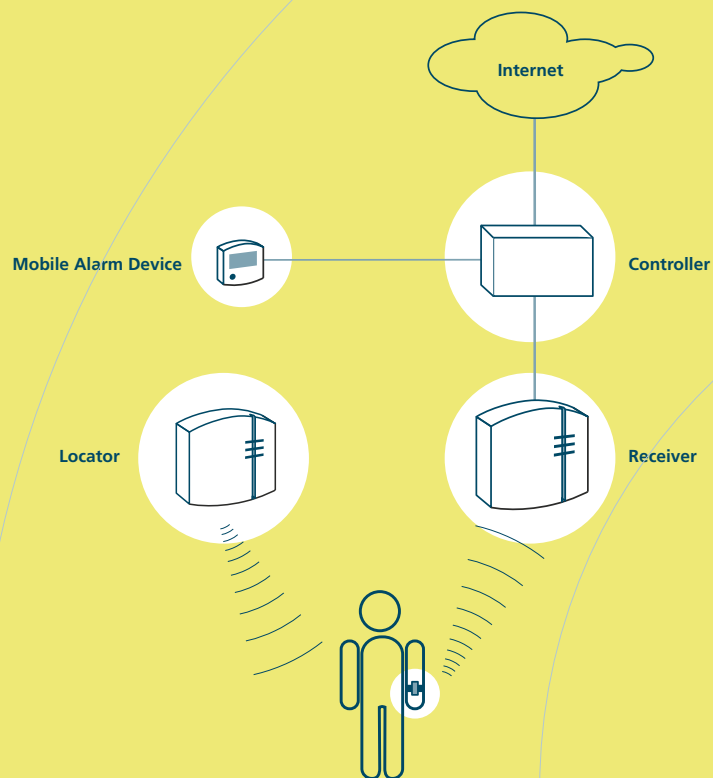 Internet
Mobile Alarm Device
Controller
Locator
Receiver